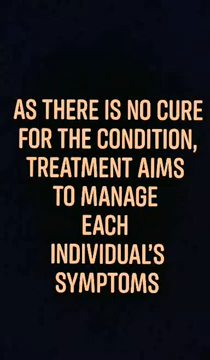 AS THERE IS NO CURE
FOR THE CONDITION,
TREATMENT AIMS
TO MANAGE
EACH
INDIVIDUAL'S
SYMPTOMS